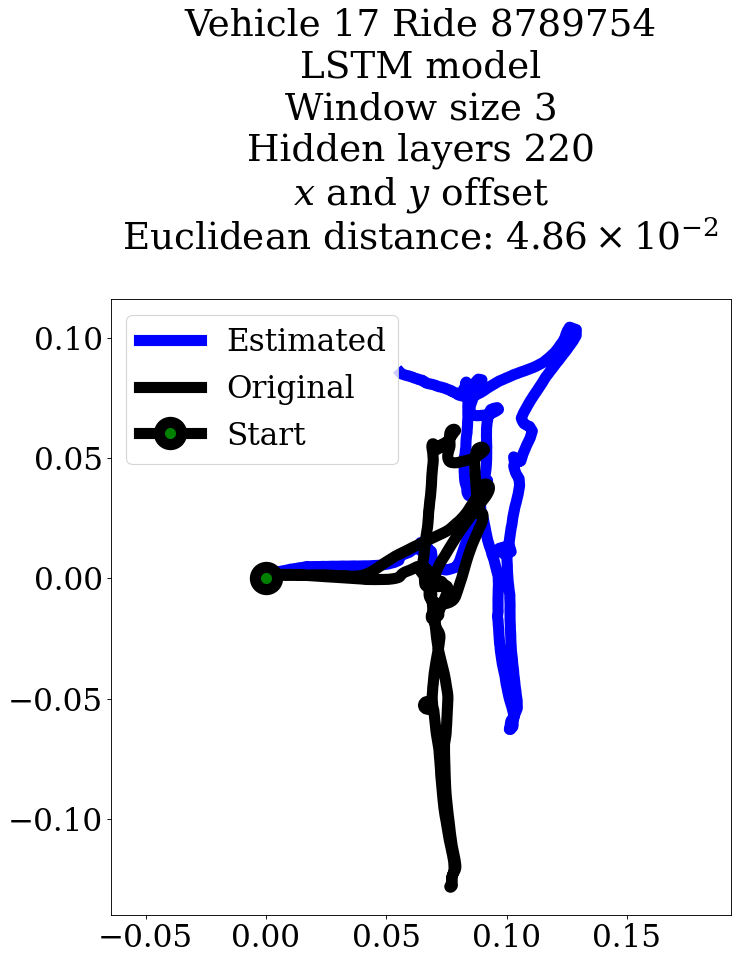 Vehicle 17 Ride 8789754
LSTM model
Window size 3
Hidden layers 220
x and y offset
Euclidean distance: 4.86 × 10⁻²
Estimated
Original
Start
0.10
0.05
0.00
−0.05
−0.10
−0.05 0.00 0.05 0.10 0.15